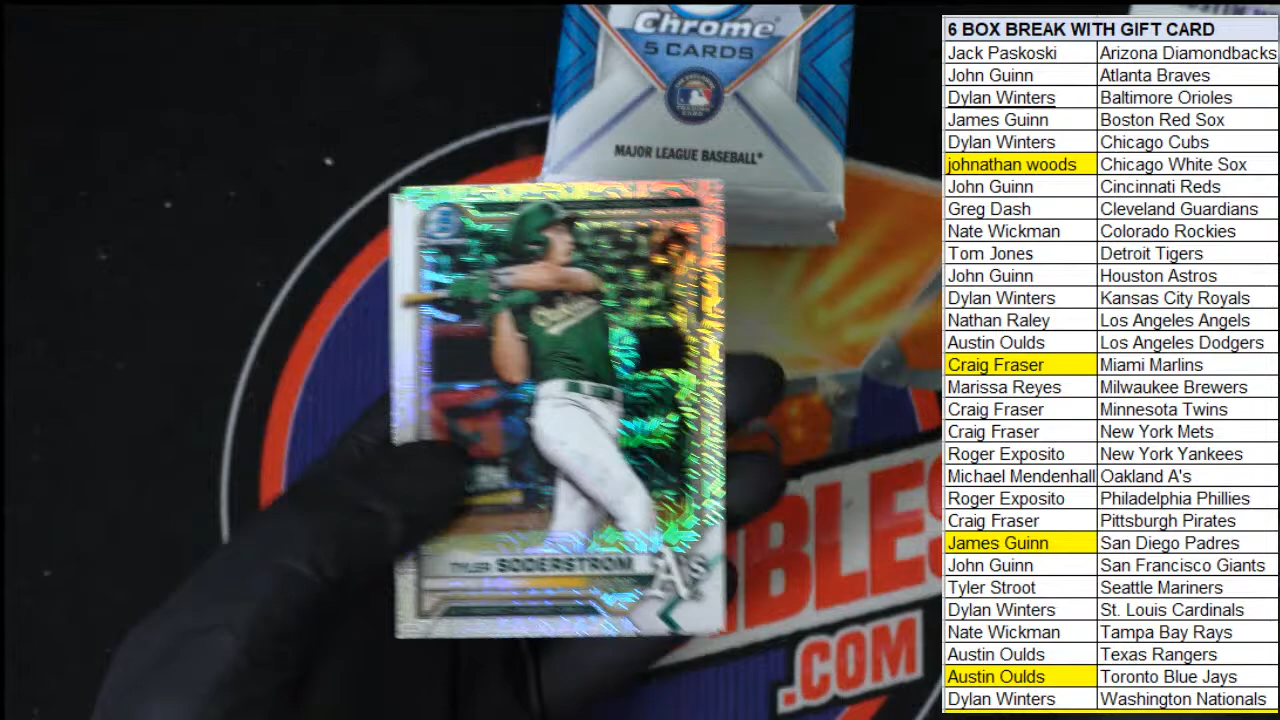 Chrome
5 CARDS
MAJOR LEAGUE BASEBALL
TYLER SODERSTROM
A's
BLES
.COM
6 BOX BREAK WITH GIFT CARD
Jack Paskoski Arizona Diamondbacks
John Guinn Atlanta Braves
Dylan Winters Baltimore Orioles
James Guinn Boston Red Sox
Dylan Winters Chicago Cubs
johnathan woods Chicago White Sox
John Guinn Cincinnati Reds
Greg Dash Cleveland Guardians
Nate Wickman Colorado Rockies
Tom Jones Detroit Tigers
John Guinn Houston Astros
Dylan Winters Kansas City Royals
Nathan Raley Los Angeles Angels
Austin Oulds Los Angeles Dodgers
Craig Fraser Miami Marlins
Marissa Reyes Milwaukee Brewers
Craig Fraser Minnesota Twins
Craig Fraser New York Mets
Roger Exposito New York Yankees
Michael Mendenhall Oakland A's
Roger Exposito Philadelphia Phillies
Craig Fraser Pittsburgh Pirates
James Guinn San Diego Padres
John Guinn San Francisco Giants
Tyler Stroot Seattle Mariners
Dylan Winters St. Louis Cardinals
Nate Wickman Tampa Bay Rays
Austin Oulds Texas Rangers
Austin Oulds Toronto Blue Jays
Dylan Winters Washington Nationals